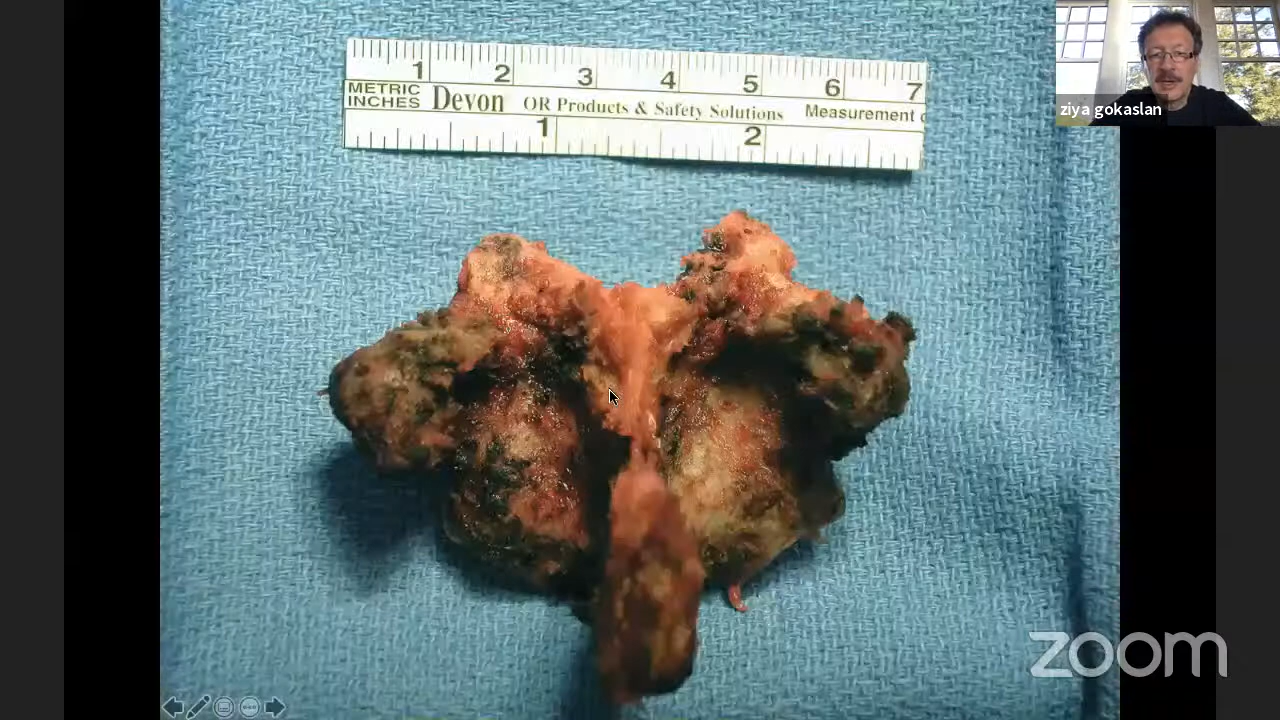 1 2 3 4 5 6 7
METRIC
INCHES Devon OR Products & Safety Solutions Measurement
1 2
ziya gokaslan
zoom